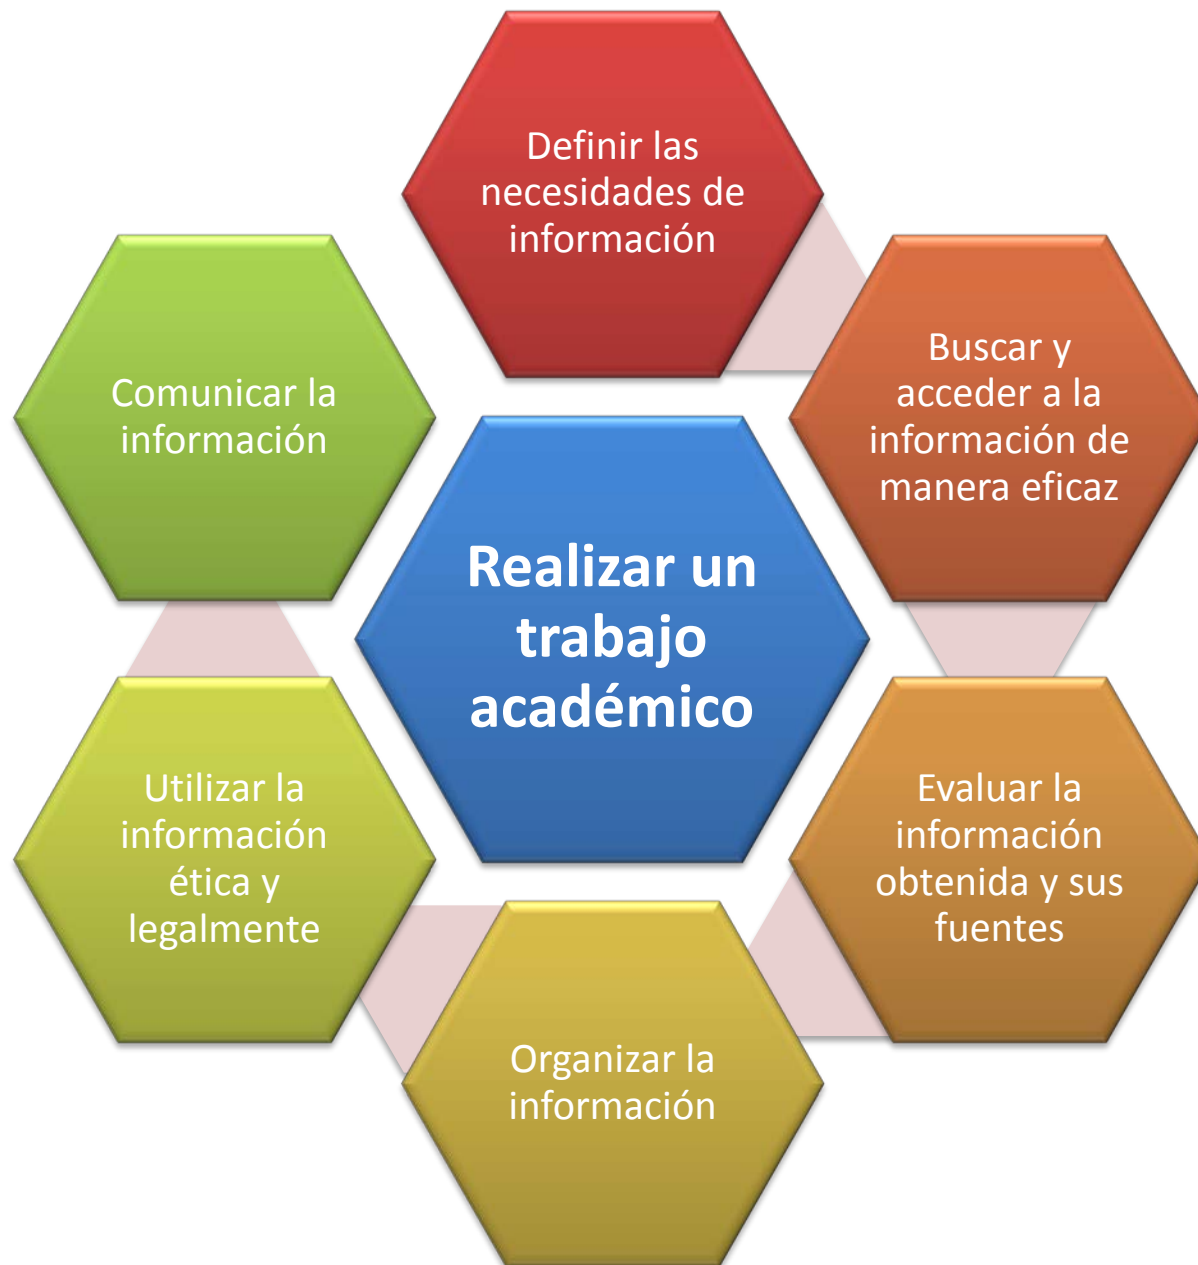 Definir las
necesidades de
información
Buscar y
acceder a la
información de
manera eficaz
Evaluar la
información
obtenida y sus
fuentes
Organizar la
información
Utilizar la
información
ética y
legalmente
Comunicar la
información
Realizar un
trabajo
académico